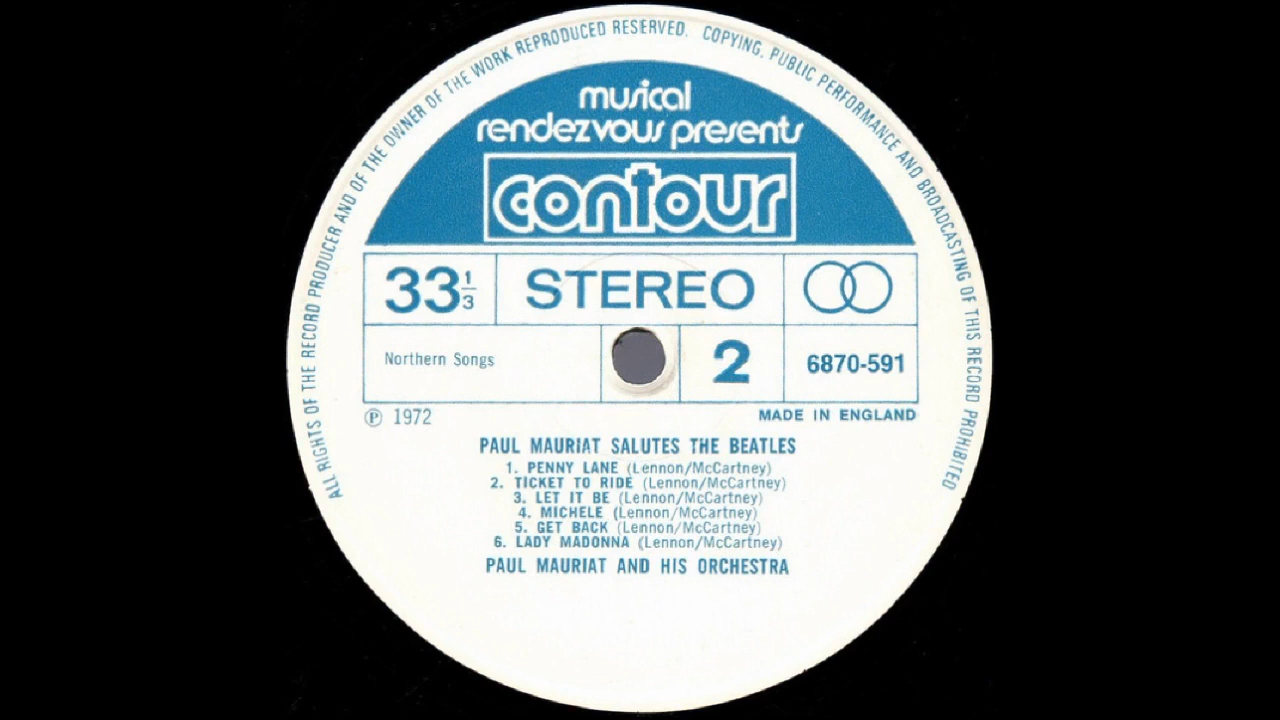 ALL RIGHTS OF THE RECORD PRODUCER AND OF THE OWNER OF THE WORK REPRODUCED RESERVED. COPYING, PUBLIC PERFORMANCE AND BROADCASTING OF THIS RECORD PROHIBITED
musical
rendezvous presents
contour
33 1/3 STEREO
Northern Songs 2 6870-591
℗ 1972 MADE IN ENGLAND
PAUL MAURIAT SALUTES THE BEATLES
1. PENNY LANE (Lennon/McCartney)
2. TICKET TO RIDE (Lennon/McCartney)
3. LET IT BE (Lennon/McCartney)
4. MICHELE (Lennon/McCartney)
5. GET BACK (Lennon/McCartney)
6. LADY MADONNA (Lennon/McCartney)
PAUL MAURIAT AND HIS ORCHESTRA